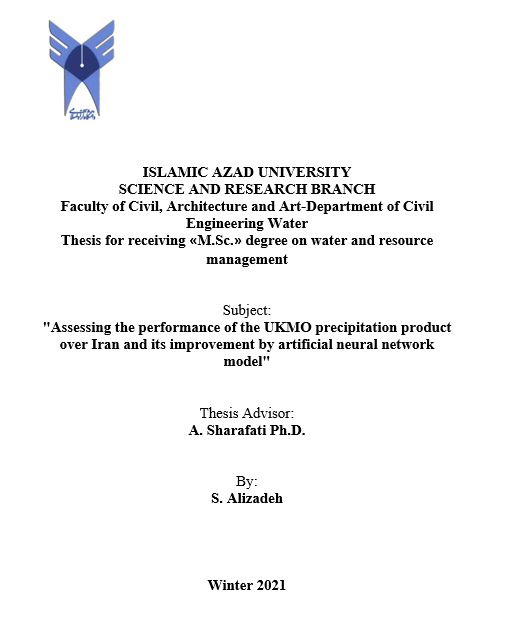 ISLAMIC AZAD UNIVERSITY
SCIENCE AND RESEARCH BRANCH
Faculty of Civil, Architecture and Art-Department of Civil
Engineering Water
Thesis for receiving «M.Sc.» degree on water and resource
management
Subject:
"Assessing the performance of the UKMO precipitation product
over Iran and its improvement by artificial neural network
model"
Thesis Advisor:
A. Sharafati Ph.D.
By:
S. Alizadeh
Winter 2021